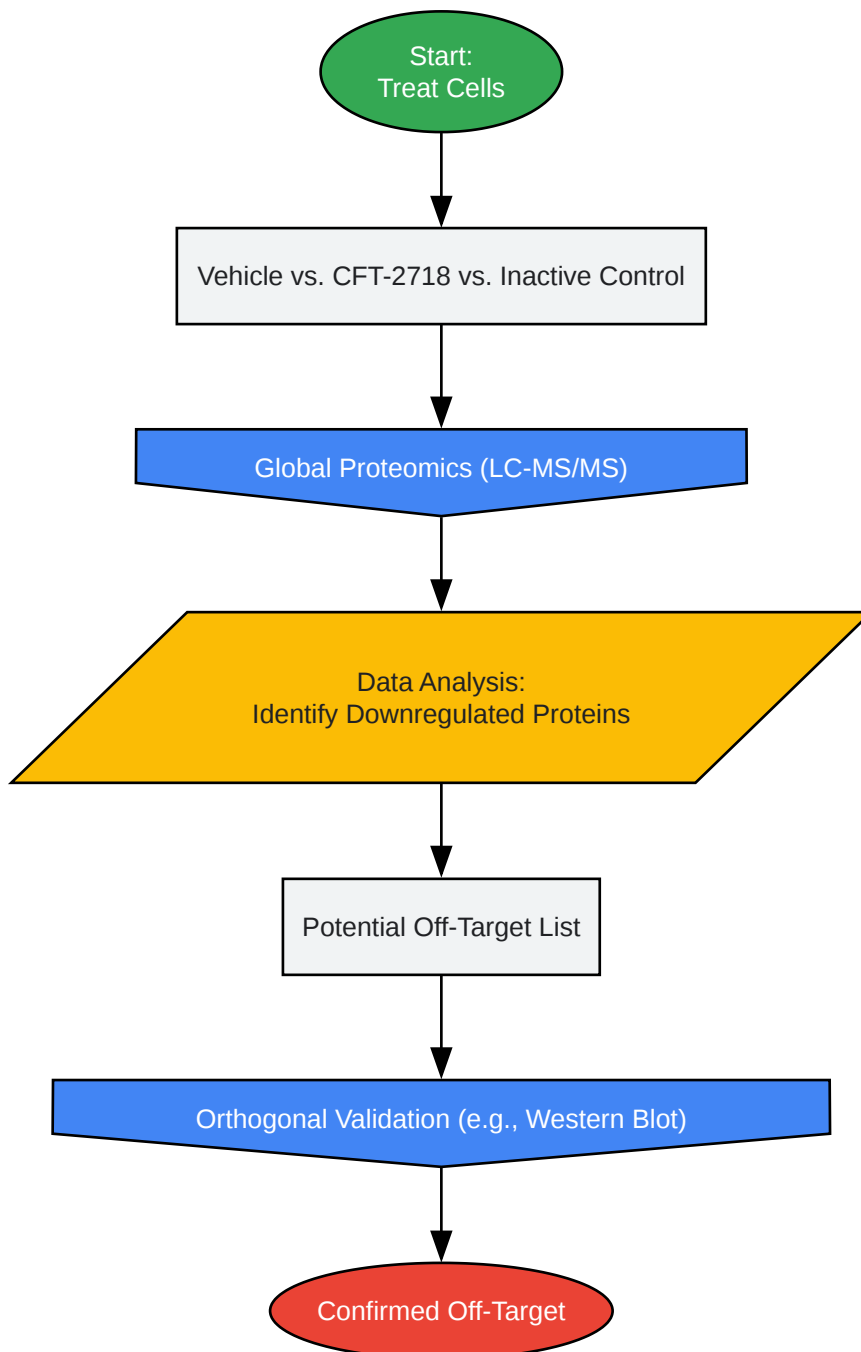 Start:
Treat Cells
Vehicle vs. CFT-2718 vs. Inactive Control
Global Proteomics (LC-MS/MS)
Data Analysis:
Identify Downregulated Proteins
Potential Off-Target List
Orthogonal Validation (e.g., Western Blot)
Confirmed Off-Target